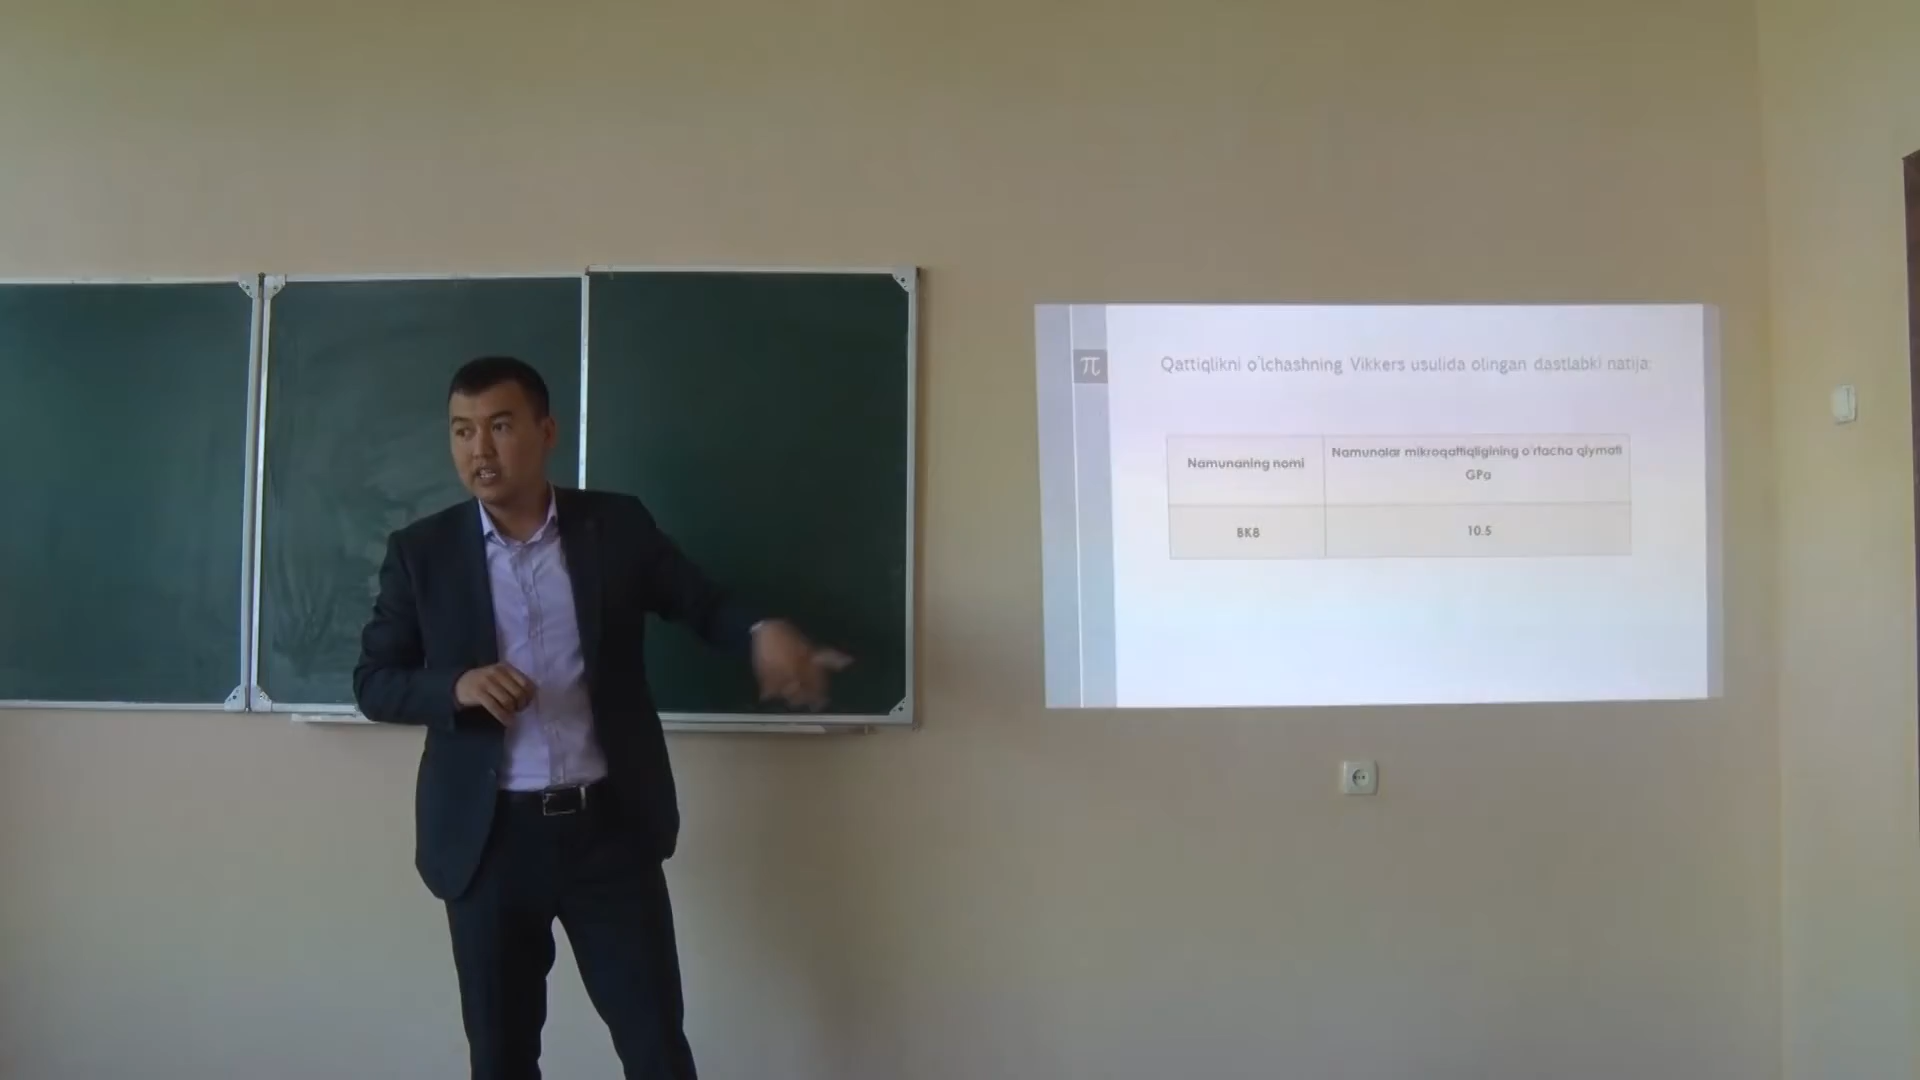 π
Qattiqlikni o'lchashning Vikkers usulida olingan dastlabki natija:
Namunaning nomi
Namunalar mikroqattiqligining o'rtacha qiymati
GPa
BK8
10.5